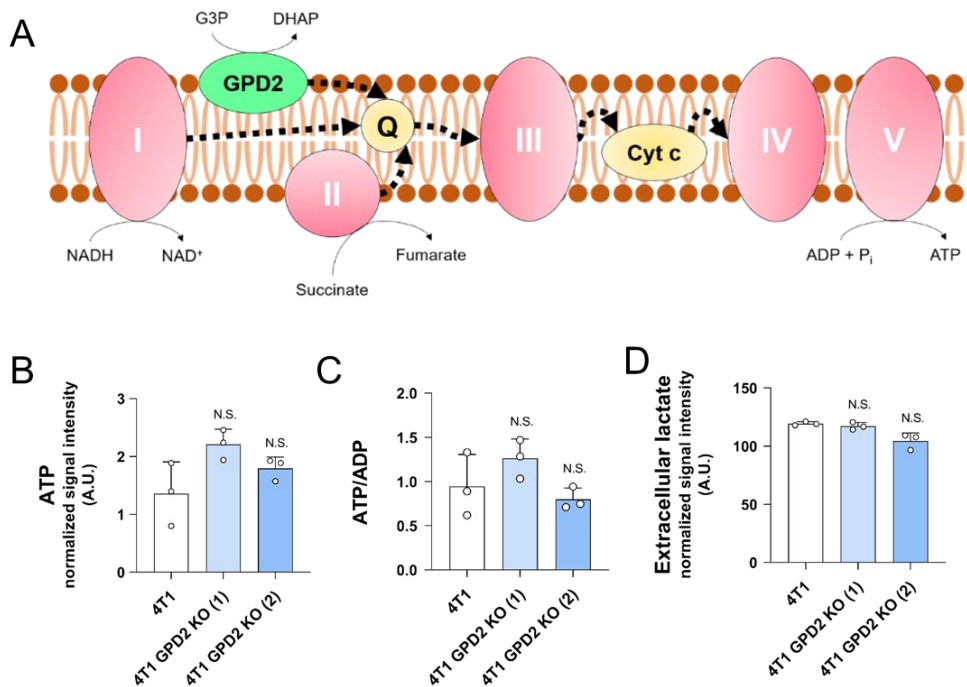 A
G3P
DHAP
GPD2
I
Q
II
III
Cyt c
IV
V
NADH
NAD⁺
Succinate
Fumarate
ADP + Pᵢ
ATP
B
ATP
normalized signal intensity
(A.U.)
3
2
1
0
N.S.
N.S.
4T1
4T1 GPD2 KO (1)
4T1 GPD2 KO (2)
C
ATP/ADP
2.0
1.5
1.0
0.5
0.0
N.S.
N.S.
4T1
4T1 GPD2 KO (1)
4T1 GPD2 KO (2)
D
Extracellular lactate
normalized signal intensity
(A.U.)
150
100
50
0
N.S.
N.S.
4T1
4T1 GPD2 KO (1)
4T1 GPD2 KO (2)